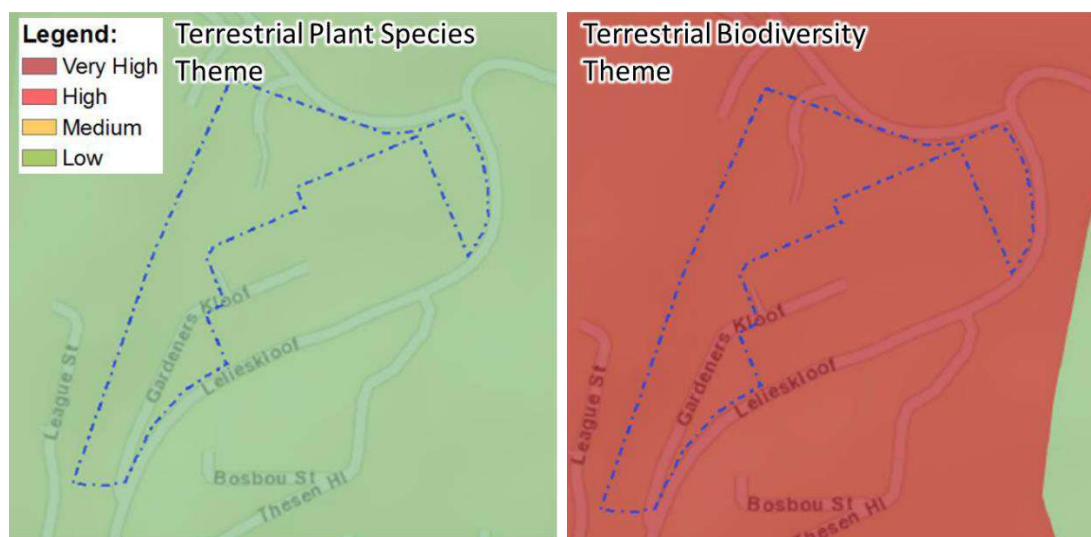 Legend:
Very High
High
Medium
Low
Terrestrial Plant Species
Theme
League St
Gardeners Kloof
Lelieskloof
Bosbou St
Thesen Hl
Terrestrial Biodiversity
Theme
League St
Gardeners Kloof
Lelieskloof
Bosbou St
Thesen Hl